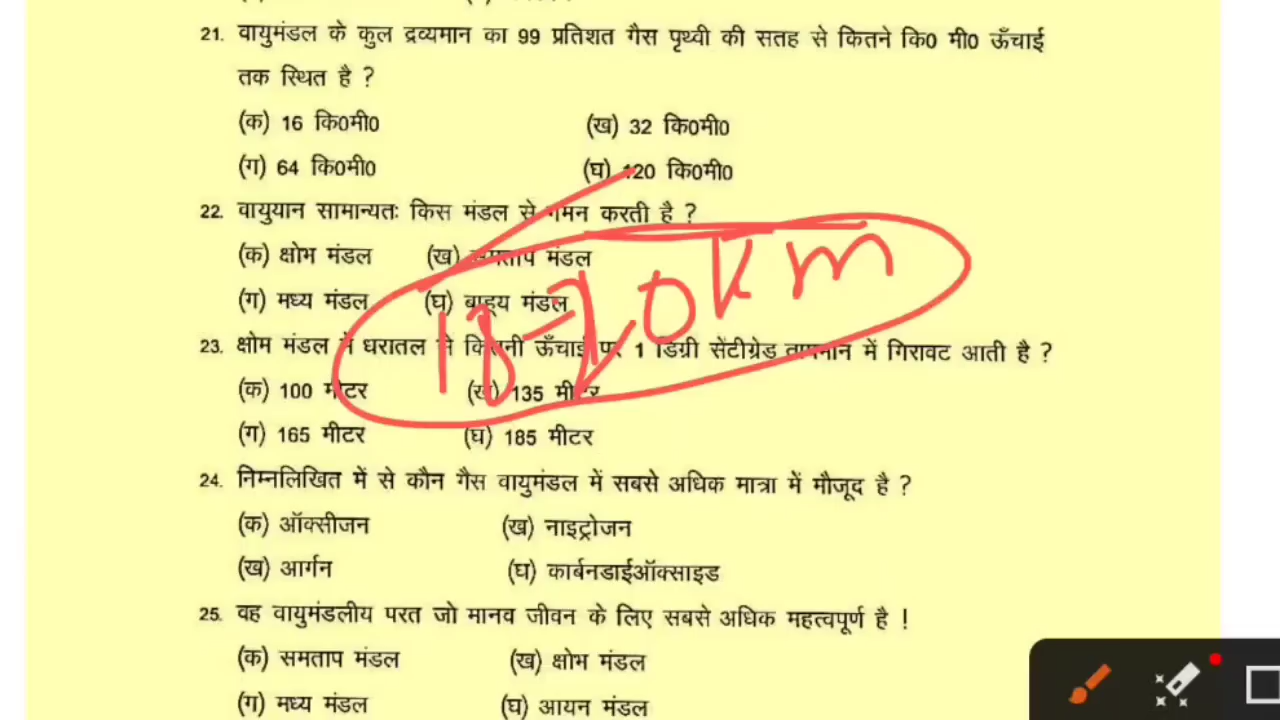 21. वायुमंडल के कुल द्रव्यमान का 99 प्रतिशत गैस पृथ्वी की सतह से कितने कि0 मी0 ऊँचाई
तक स्थित है ?
(क) 16 कि0मी0 (ख) 32 कि0मी0
(ग) 64 कि0मी0 (घ) 120 कि0मी0
22. वायुयान सामान्यतः किस मंडल से गमन करती है ?
(क) क्षोभ मंडल (ख) समताप मंडल
(ग) मध्य मंडल (घ) बाह्य मंडल
18-20km
23. क्षोम मंडल में धरातल से कितनी ऊँचाई पर 1 डिग्री सेंटीग्रेड तापमान में गिरावट आती है ?
(क) 100 मीटर (ख) 135 मीटर
(ग) 165 मीटर (घ) 185 मीटर
24. निम्नलिखित में से कौन गैस वायुमंडल में सबसे अधिक मात्रा में मौजूद है ?
(क) ऑक्सीजन (ख) नाइट्रोजन
(ख) आर्गन (घ) कार्बनडाईऑक्साइड
25. वह वायुमंडलीय परत जो मानव जीवन के लिए सबसे अधिक महत्वपूर्ण है !
(क) समताप मंडल (ख) क्षोभ मंडल
(ग) मध्य मंडल (घ) आयन मंडल